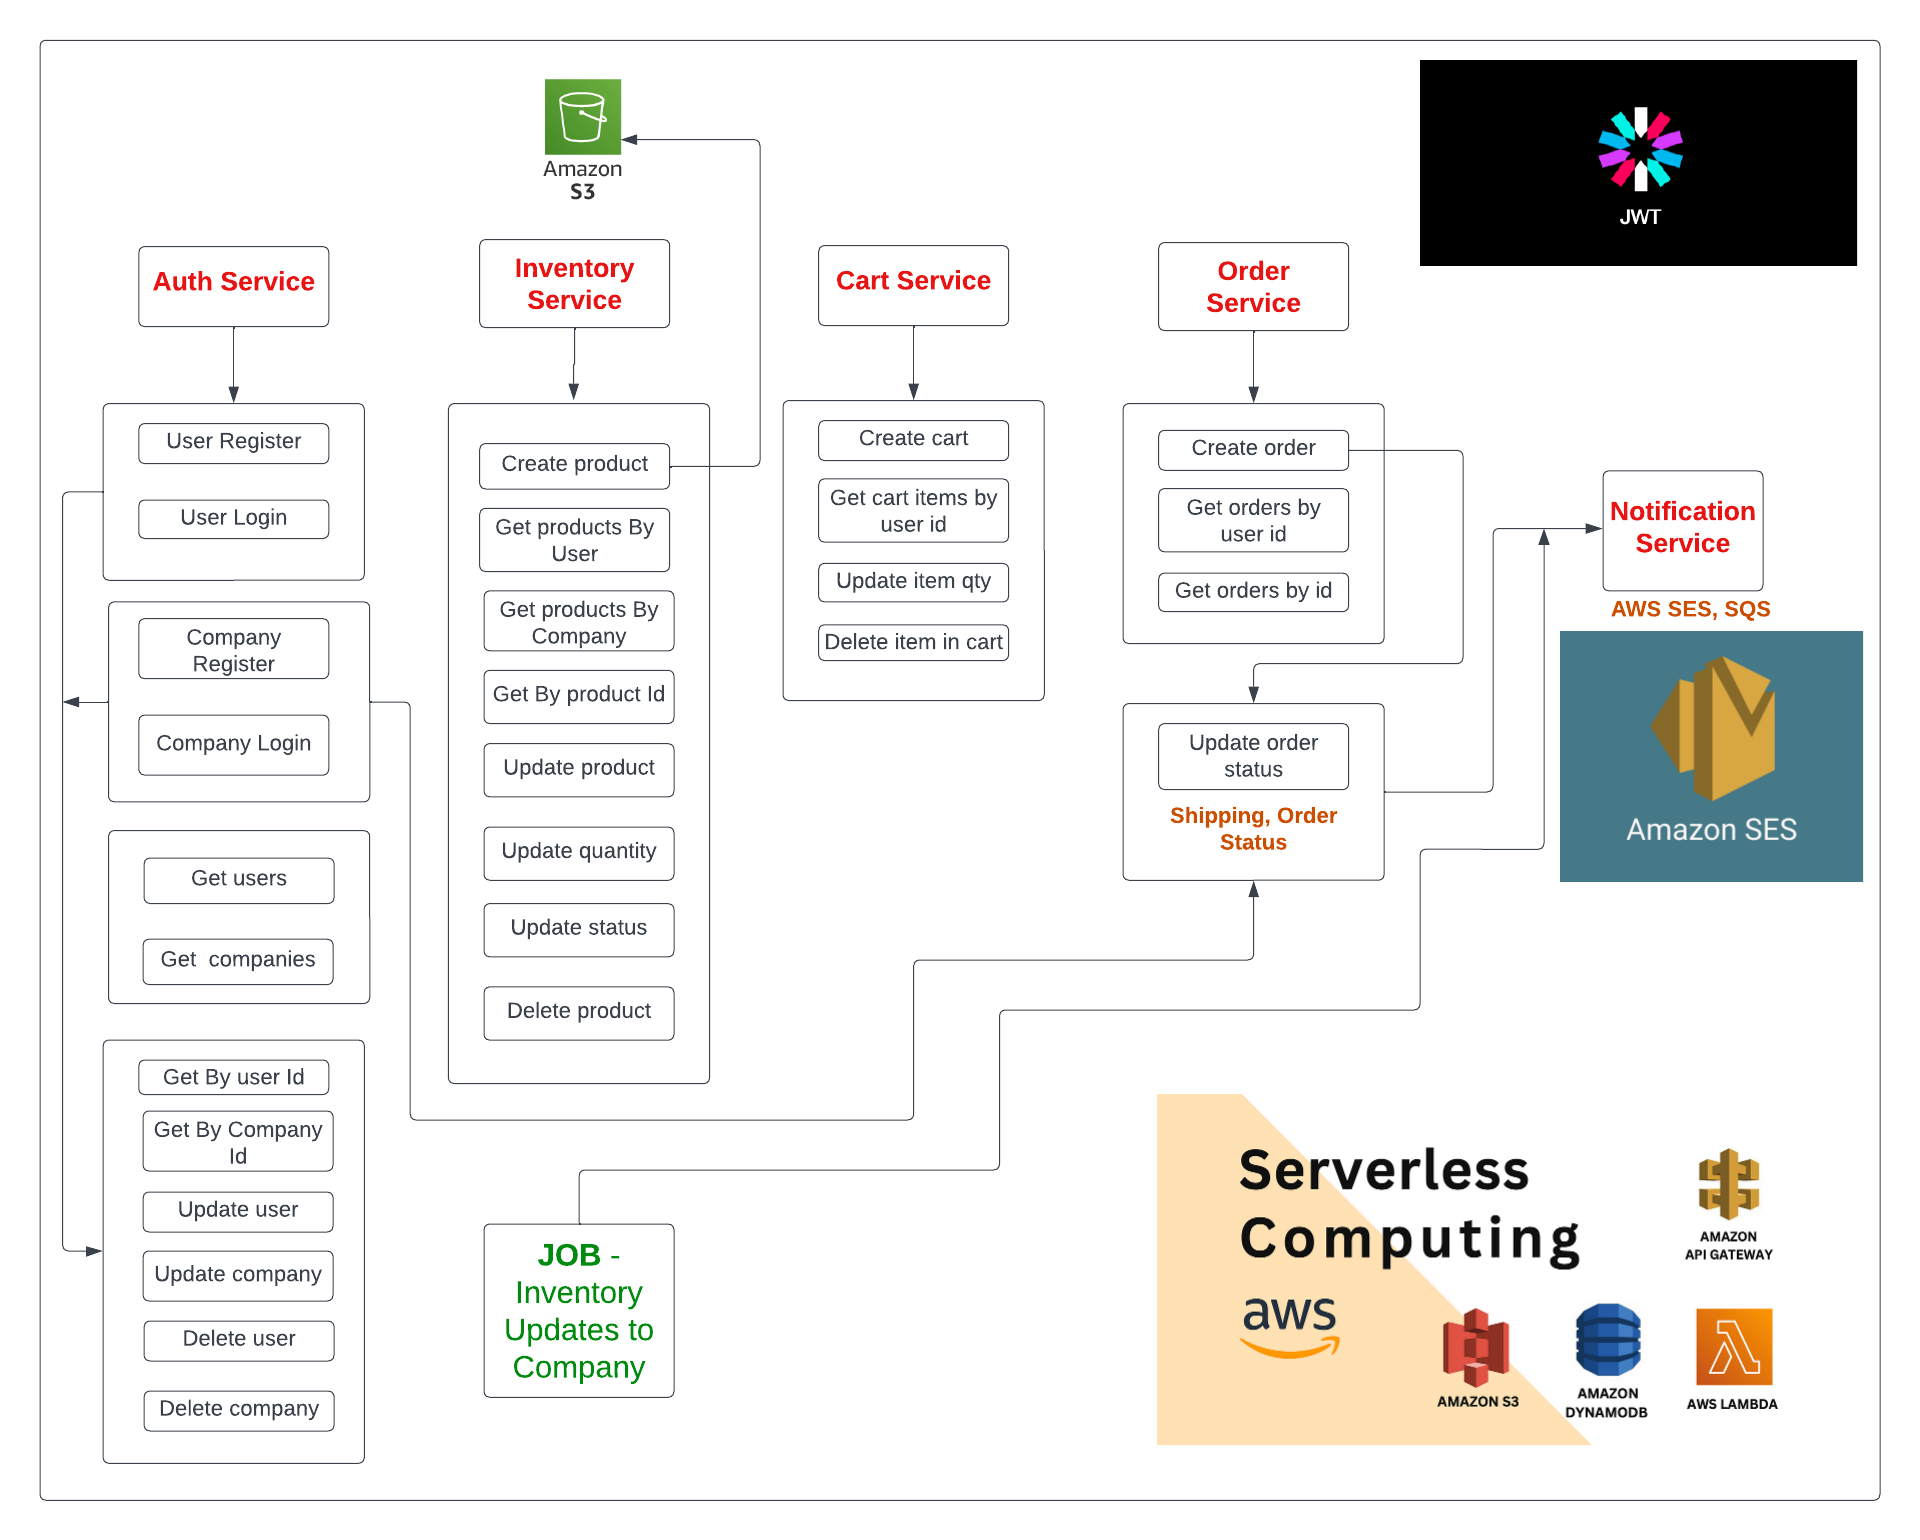 Amazon
S3
JWT
Auth Service
User Register
User Login
Company
Register
Company Login
Get users
Get  companies
Get By user Id
Get By Company
Id
Update user
Update company
Delete user
Delete company
Inventory
Service
Create product
Get products By
User
Get products By
Company
Get By product Id
Update product
Update quantity
Update status
Delete product
JOB -
Inventory
Updates to
Company
Cart Service
Create cart
Get cart items by
user id
Update item qty
Delete item in cart
Order
Service
Create order
Get orders by
user id
Get orders by id
Update order
status
Shipping, Order
Status
Notification
Service
AWS SES, SQS
Amazon SES
Serverless
Computing
aws
AMAZON
API GATEWAY
AMAZON S3
AMAZON
DYNAMODB
AWS LAMBDA